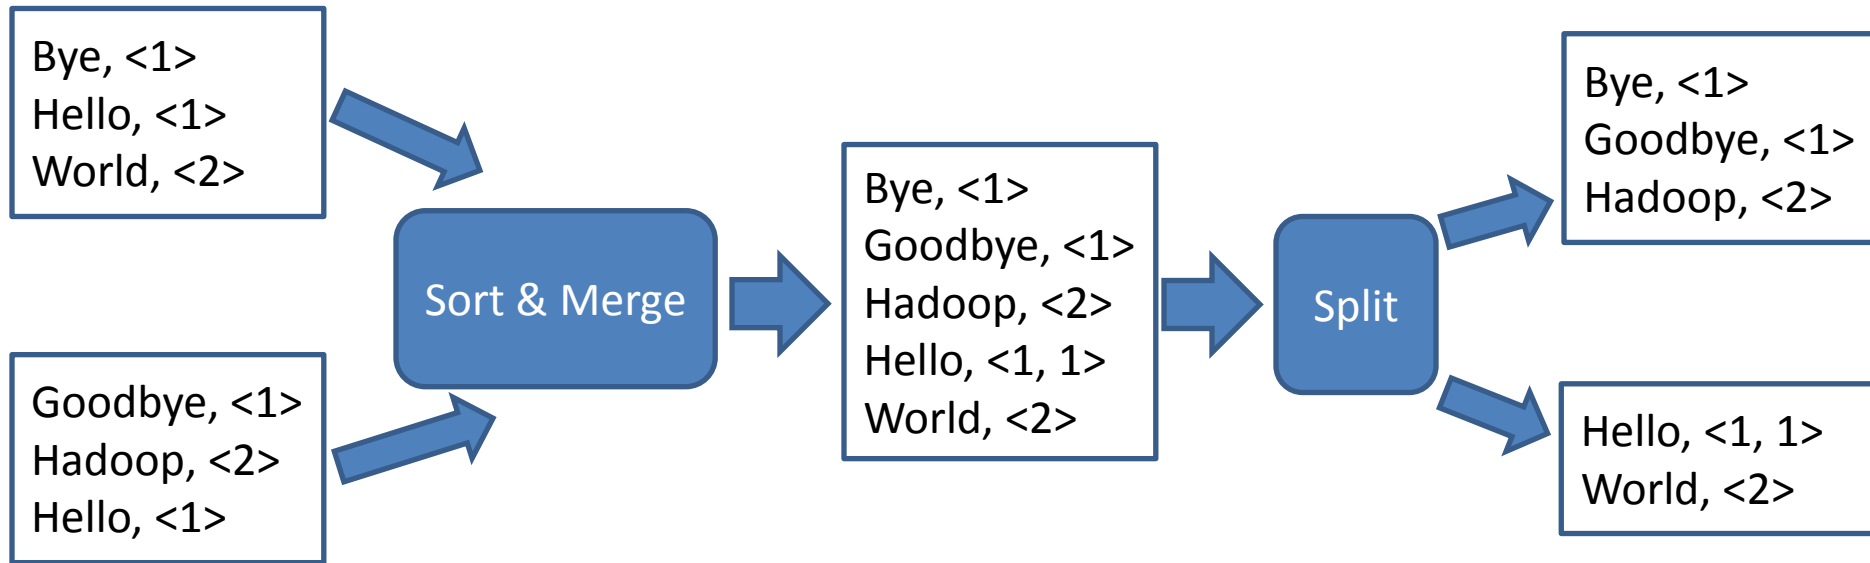 Bye, <1>
Hello, <1>
World, <2>
Goodbye, <1>
Hadoop, <2>
Hello, <1>
Sort & Merge
Bye, <1>
Goodbye, <1>
Hadoop, <2>
Hello, <1, 1>
World, <2>
Split
Bye, <1>
Goodbye, <1>
Hadoop, <2>
Hello, <1, 1>
World, <2>